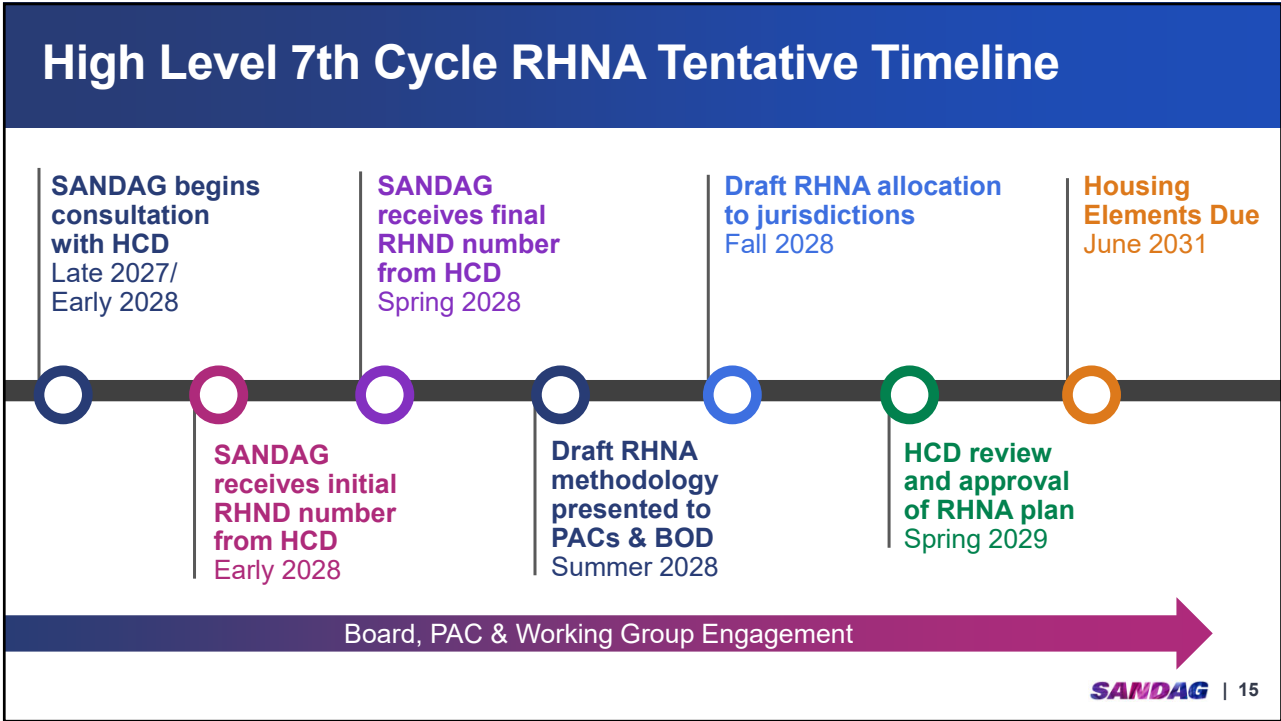 High Level 7th Cycle RHNA Tentative Timeline
SANDAG begins
consultation
with HCD
Late 2027/
Early 2028
SANDAG
receives initial
RHND number
from HCD
Early 2028
SANDAG
receives final
RHND number
from HCD
Spring 2028
Draft RHNA
methodology
presented to
PACs & BOD
Summer 2028
Draft RHNA allocation
to jurisdictions
Fall 2028
HCD review
and approval
of RHNA plan
Spring 2029
Housing
Elements Due
June 2031
Board, PAC & Working Group Engagement
SANDAG | 15